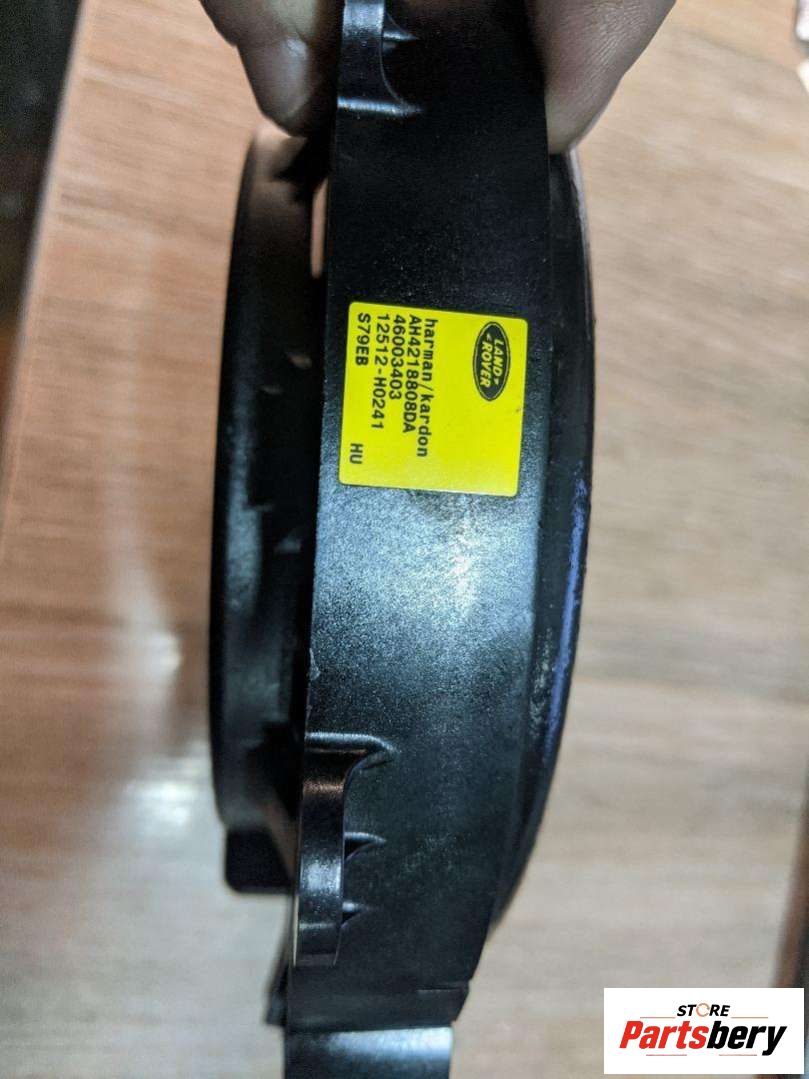 LAND
ROVER
harman/kardon
AH4218808DA
46003403
12512-H0241
S79EB HU
STORE
Partsbery